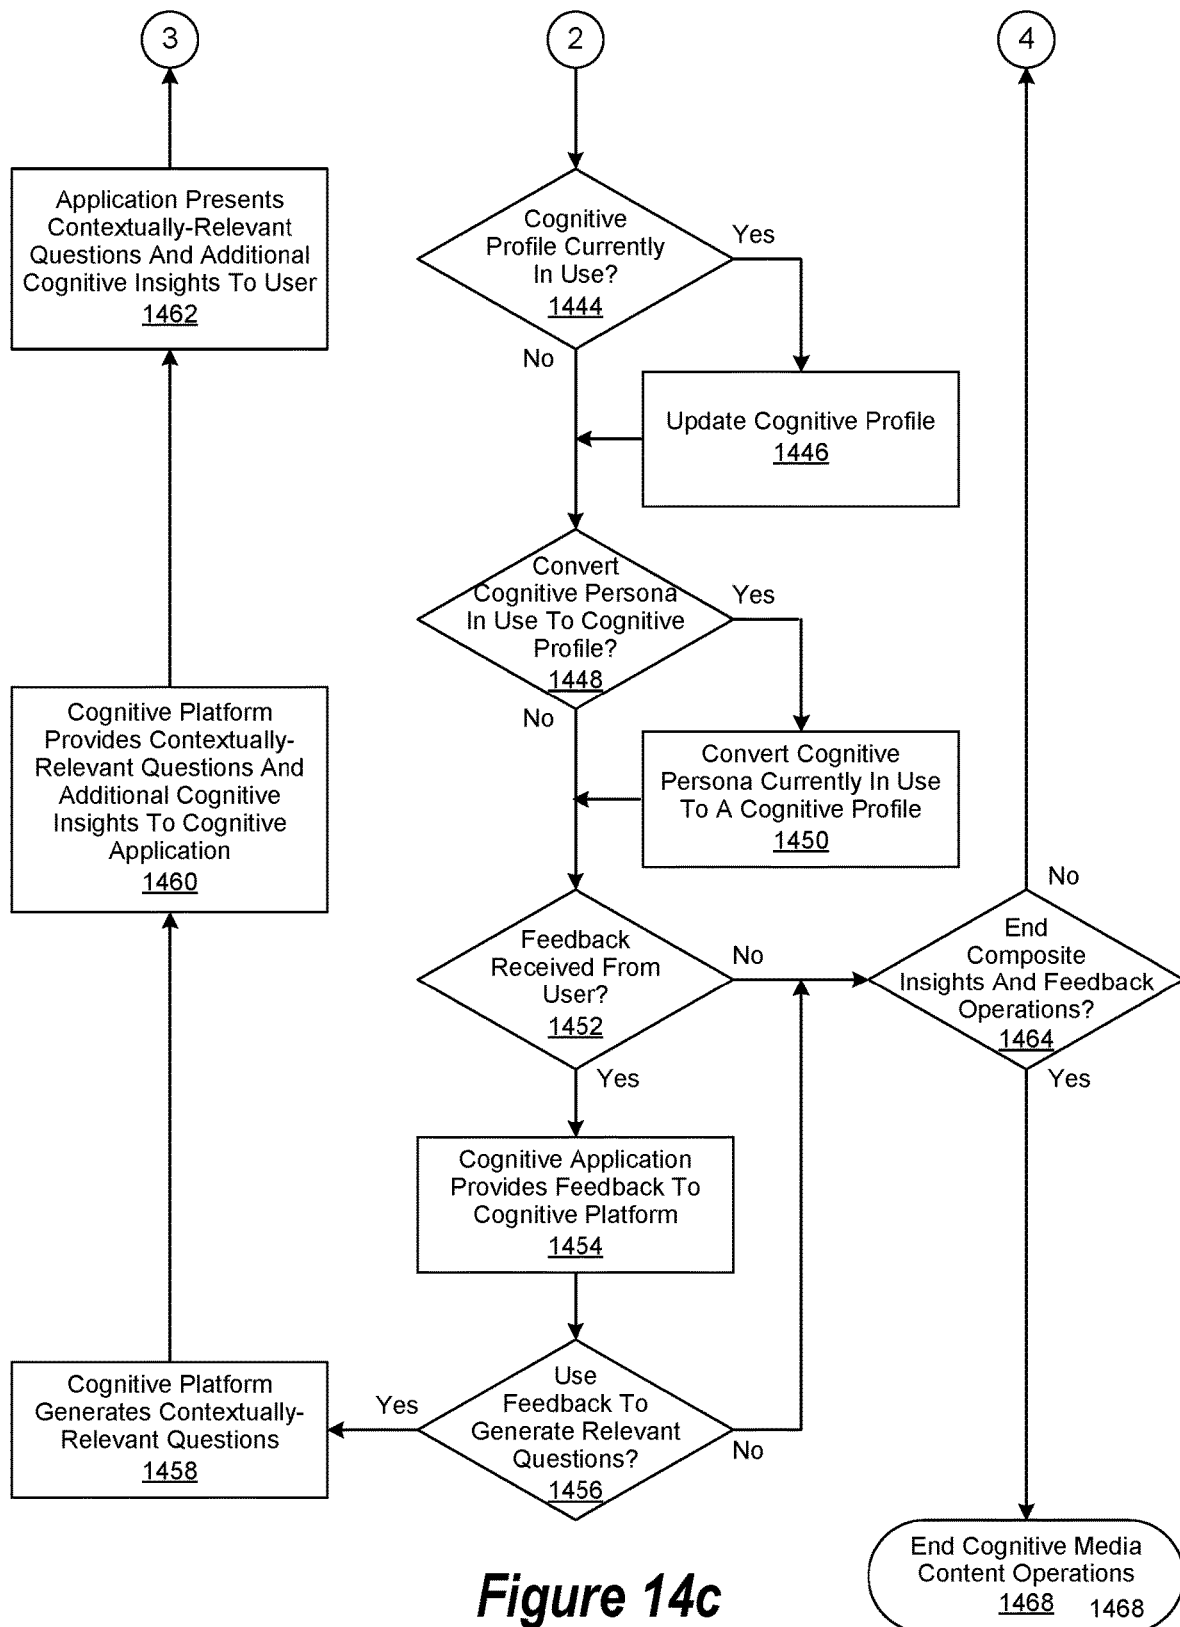 3
2
4
Application Presents
Contextually-Relevant
Questions And Additional
Cognitive Insights To User
1462
Cognitive
Profile Currently
In Use?
1444
Yes
No
Update Cognitive Profile
1446
Convert
Cognitive Persona
In Use To Cognitive
Profile?
1448
Yes
No
Convert Cognitive
Persona Currently In Use
To A Cognitive Profile
1450
Cognitive Platform
Provides Contextually-
Relevant Questions And
Additional Cognitive
Insights To Cognitive
Application
1460
Feedback
Received From
User?
1452
No
Yes
End
Composite
Insights And Feedback
Operations?
1464
No
Yes
Cognitive Application
Provides Feedback To
Cognitive Platform
1454
Use
Feedback To
Generate Relevant
Questions?
1456
Yes
No
Cognitive Platform
Generates Contextually-
Relevant Questions
1458
End Cognitive Media
Content Operations
1468 1468
Figure 14c